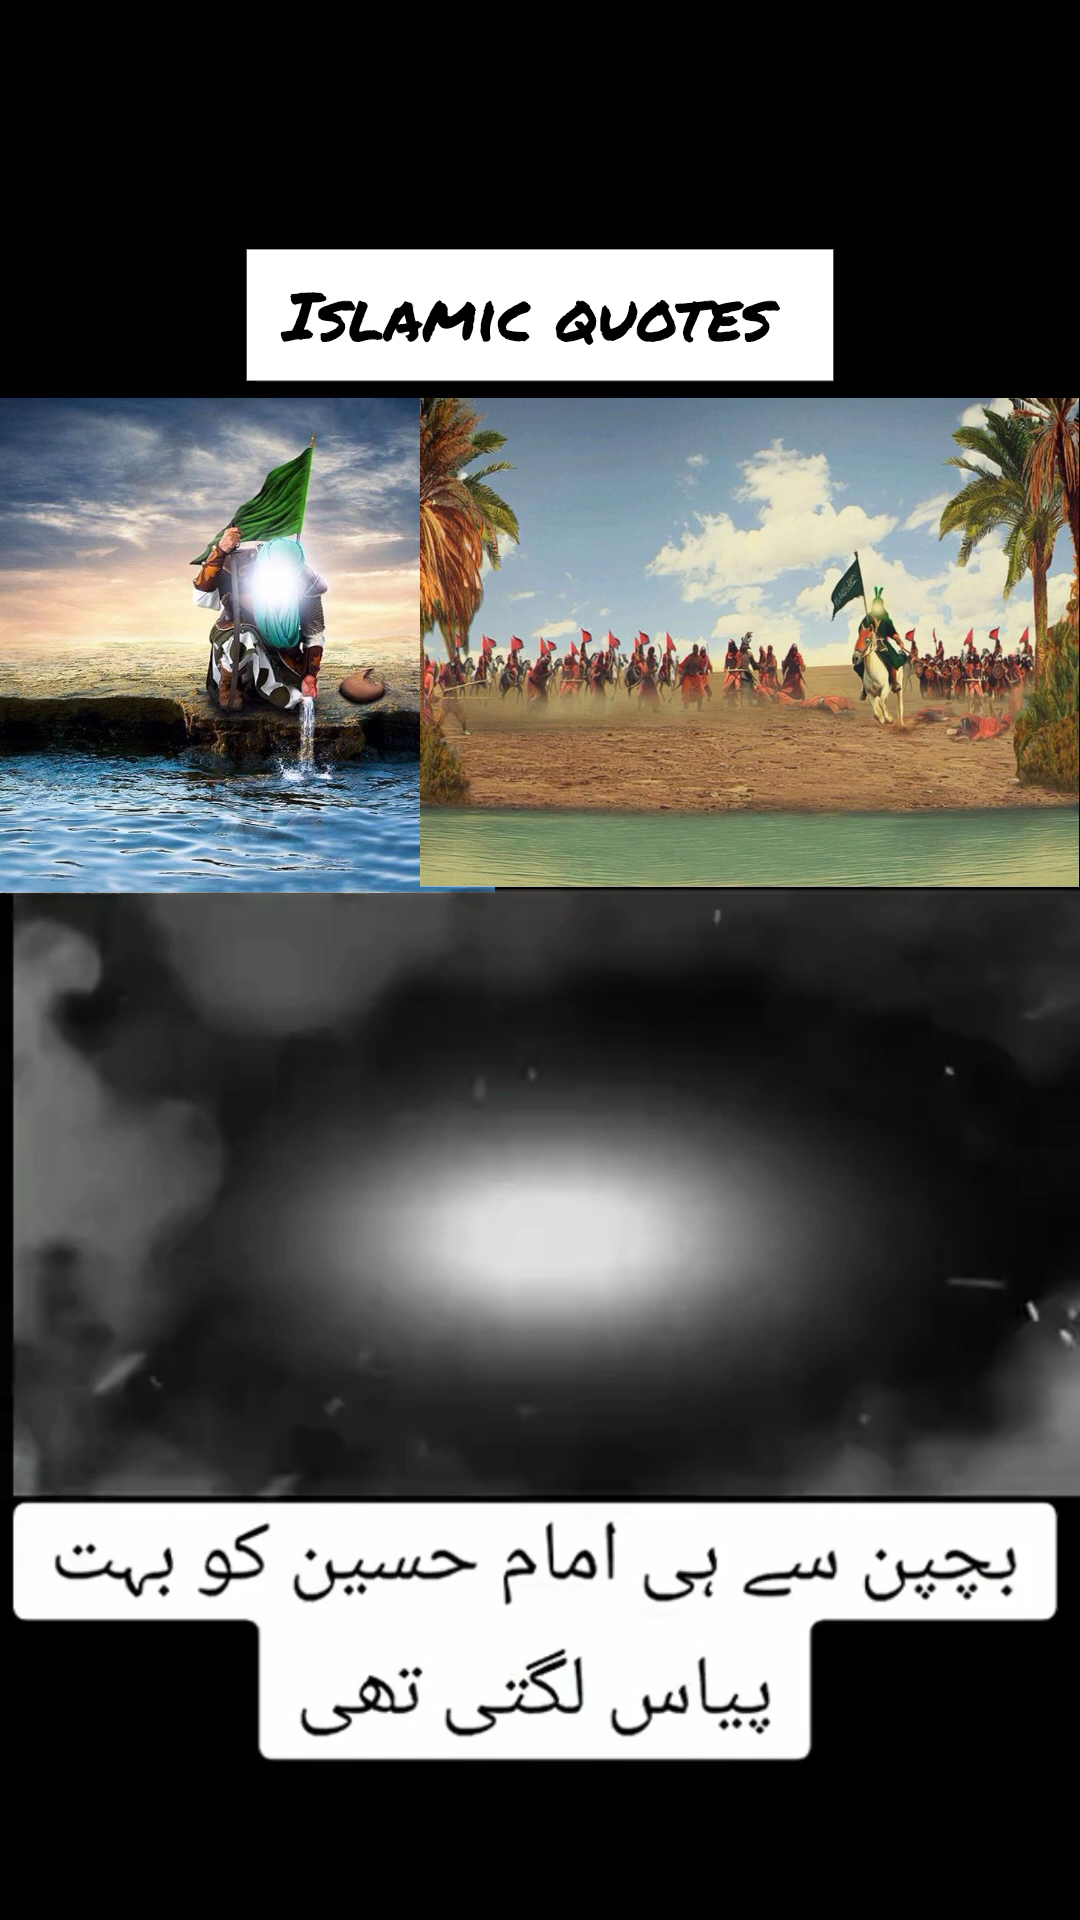 ISLAMIC QUOTES
بچپن سے ہی امام حسین کو بہت
پیاس لگتی تھی